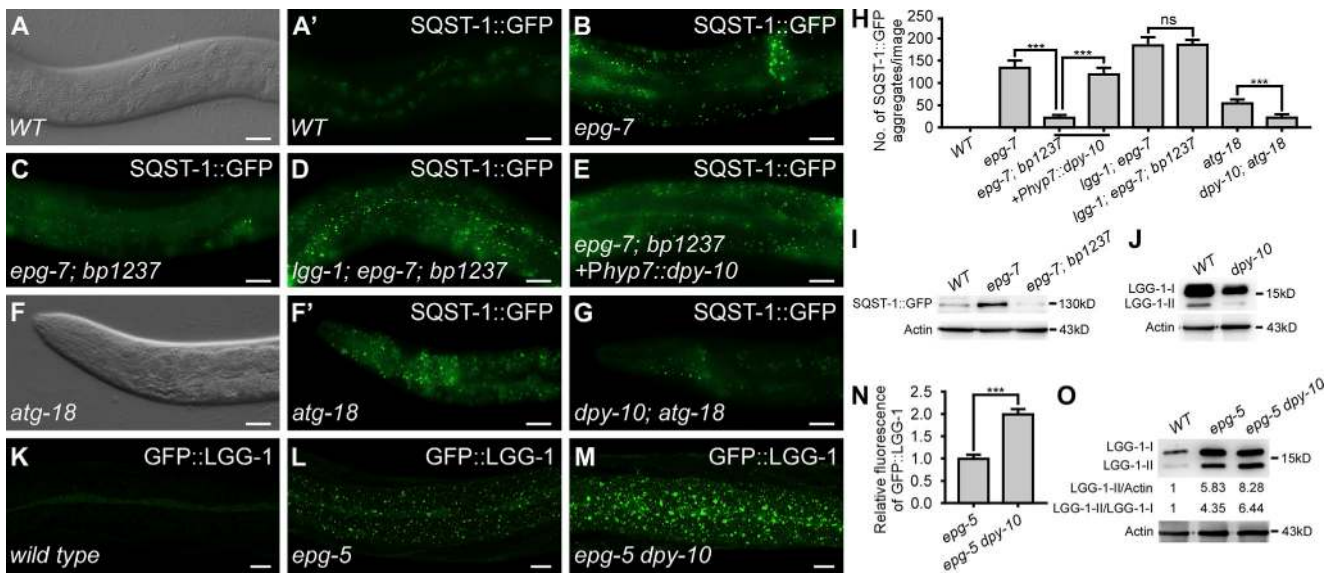 A
WT
A'
SQST-1::GFP
WT
B
SQST-1::GFP
epg-7
C
SQST-1::GFP
epg-7; bp1237
D
SQST-1::GFP
lgg-1; epg-7; bp1237
E
SQST-1::GFP
epg-7; bp1237
+Phyp7::dpy-10
F
atg-18
F'
SQST-1::GFP
atg-18
G
SQST-1::GFP
dpy-10; atg-18
K
GFP::LGG-1
wild type
L
GFP::LGG-1
epg-5
M
GFP::LGG-1
epg-5 dpy-10
H
No. of SQST-1::GFP
aggregates/image
250
200
150
100
50
0
***
***
ns
***
WT
epg-7
epg-7; bp1237
+Phyp7::dpy-10
lgg-1; epg-7
lgg-1; epg-7; bp1237
atg-18
dpy-10; atg-18
I
WT
epg-7
epg-7; bp1237
SQST-1::GFP
130kD
Actin
43kD
J
WT
dpy-10
LGG-1-I
LGG-1-II
15kD
Actin
43kD
N
Relative fluorescence
of GFP::LGG-1
2.5
2.0
1.5
1.0
0.5
0.0
***
epg-5
epg-5 dpy-10
O
WT
epg-5
epg-5 dpy-10
LGG-1-I
LGG-1-II
15kD
LGG-1-II/Actin 1 5.83 8.28
LGG-1-II/LGG-1-I 1 4.35 6.44
Actin
43kD